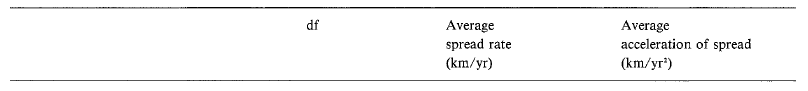 df Average Average
spread rate acceleration of spread
(km/yr) (km/yr²)